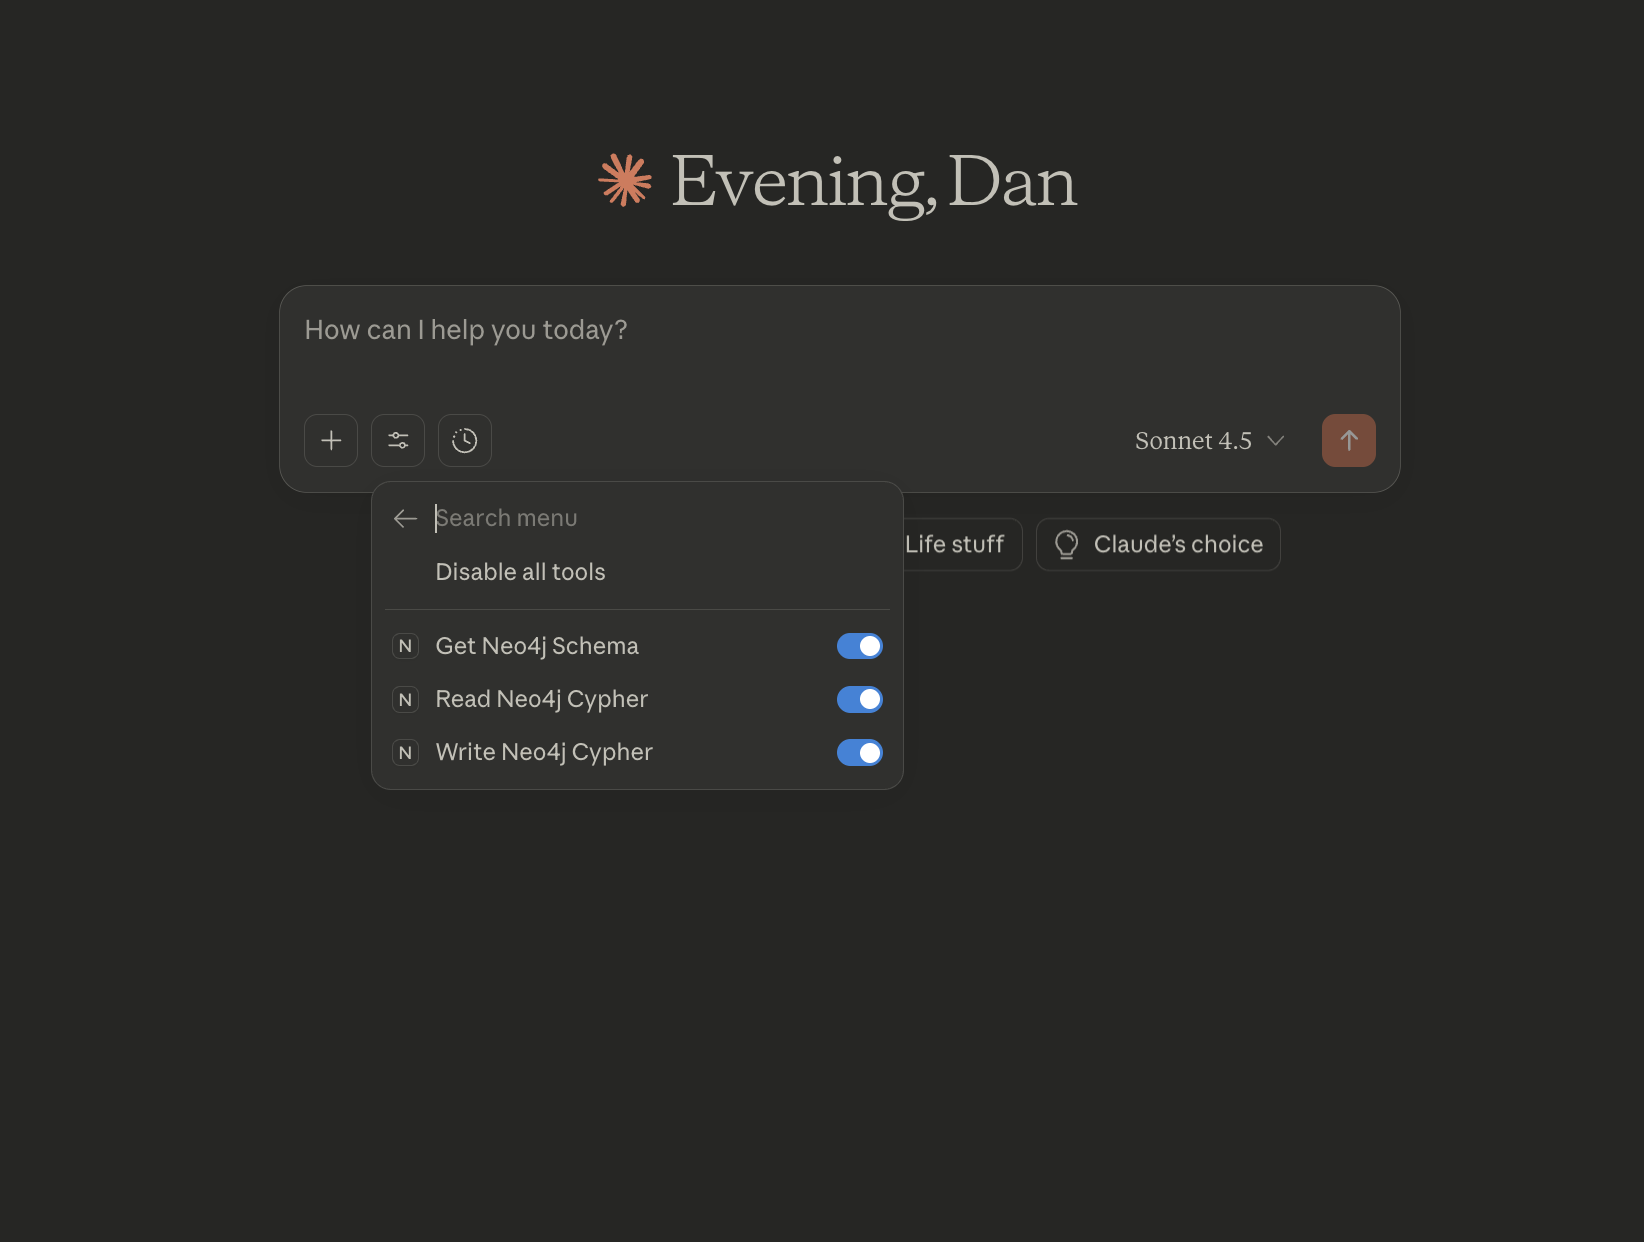 Evening, Dan
How can I help you today?
Sonnet 4.5
Search menu
Disable all tools
Life stuff
Claude’s choice
N Get Neo4j Schema
N Read Neo4j Cypher
N Write Neo4j Cypher